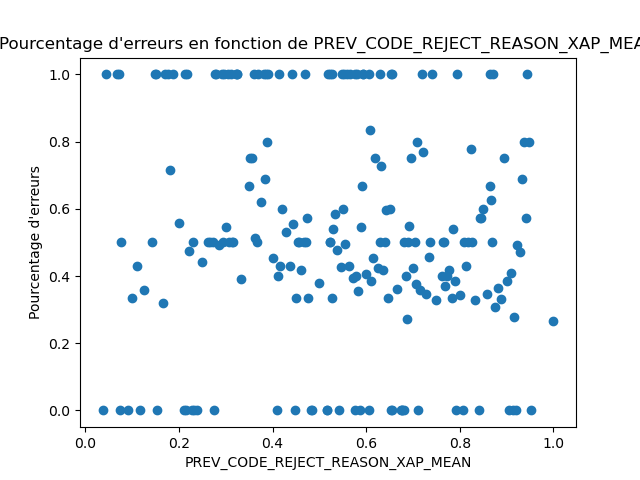 Pourcentage d'erreurs en fonction de PREV_CODE_REJECT_REASON_XAP_MEA
1.0
0.8
0.6
0.4
0.2
0.0
Pourcentage d'erreurs
0.0 0.2 0.4 0.6 0.8 1.0
PREV_CODE_REJECT_REASON_XAP_MEAN